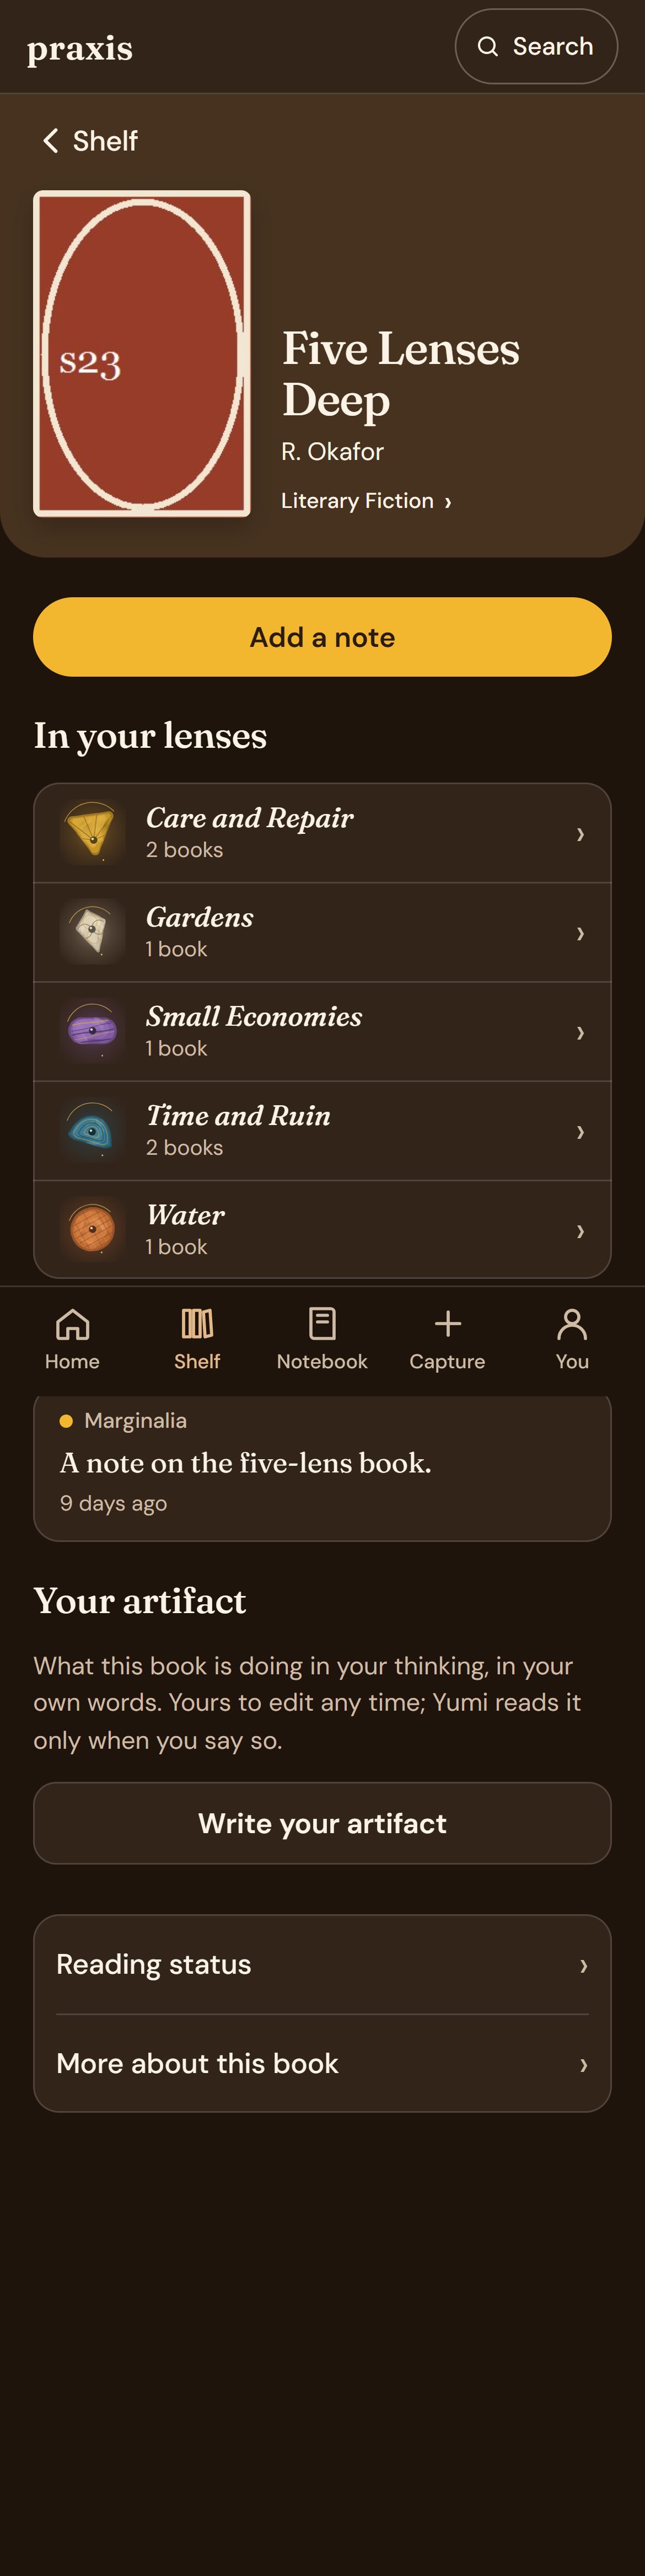 praxis
Search
Shelf
s23
Five Lenses
Deep
R. Okafor
Literary Fiction ›
Add a note
In your lenses
Care and Repair
2 books
›
Gardens
1 book
›
Small Economies
1 book
›
Time and Ruin
2 books
›
Water
1 book
›
Home
Shelf
Notebook
Capture
You
Marginalia
A note on the five-lens book.
9 days ago
Your artifact
What this book is doing in your thinking, in your
own words. Yours to edit any time; Yumi reads it
only when you say so.
Write your artifact
Reading status ›
More about this book ›